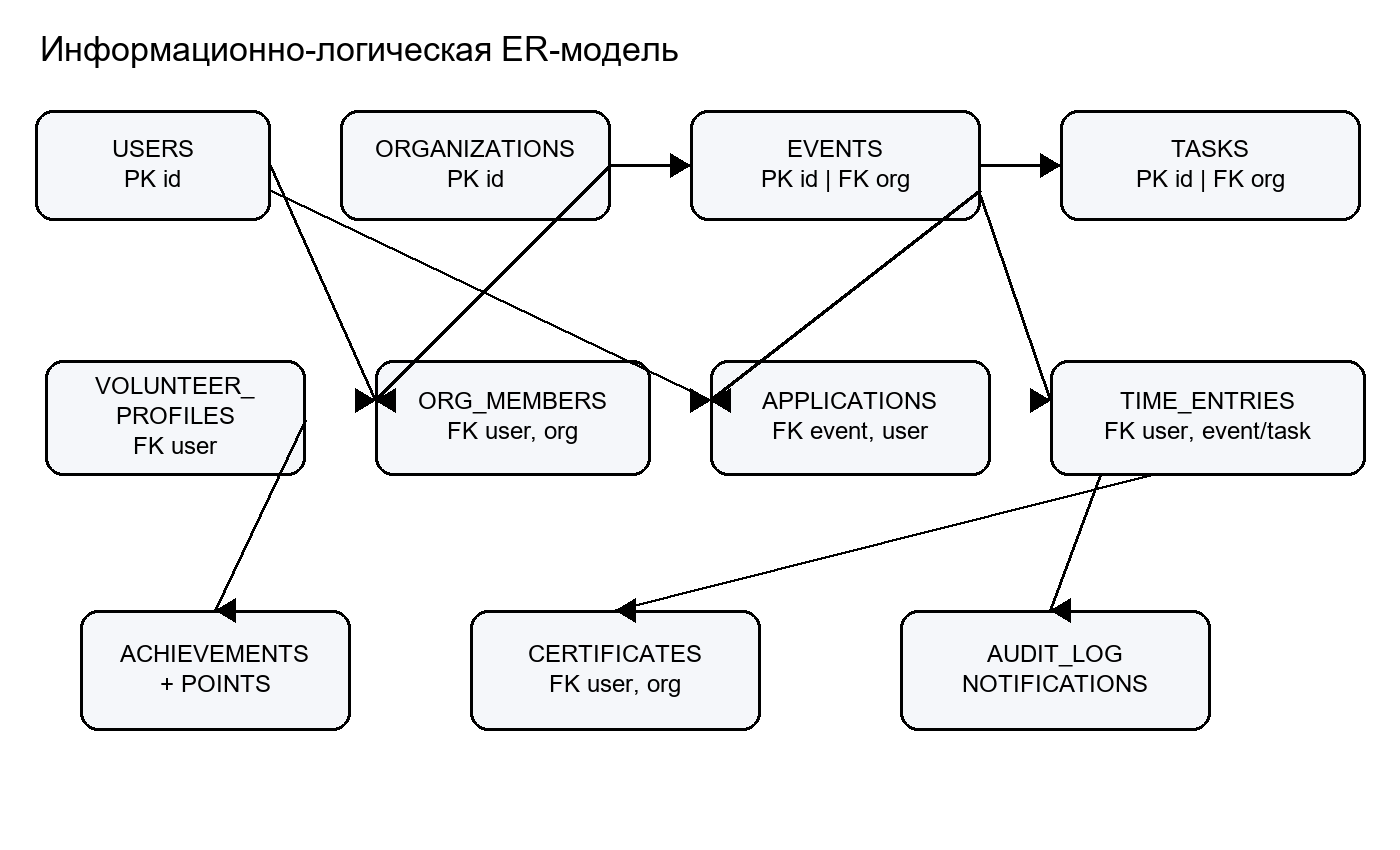 Информационно-логическая ER-модель
USERS
PK id
ORGANIZATIONS
PK id
EVENTS
PK id | FK org
TASKS
PK id | FK org
VOLUNTEER_
PROFILES
FK user
ORG_MEMBERS
FK user, org
APPLICATIONS
FK event, user
TIME_ENTRIES
FK user, event/task
ACHIEVEMENTS
+ POINTS
CERTIFICATES
FK user, org
AUDIT_LOG
NOTIFICATIONS